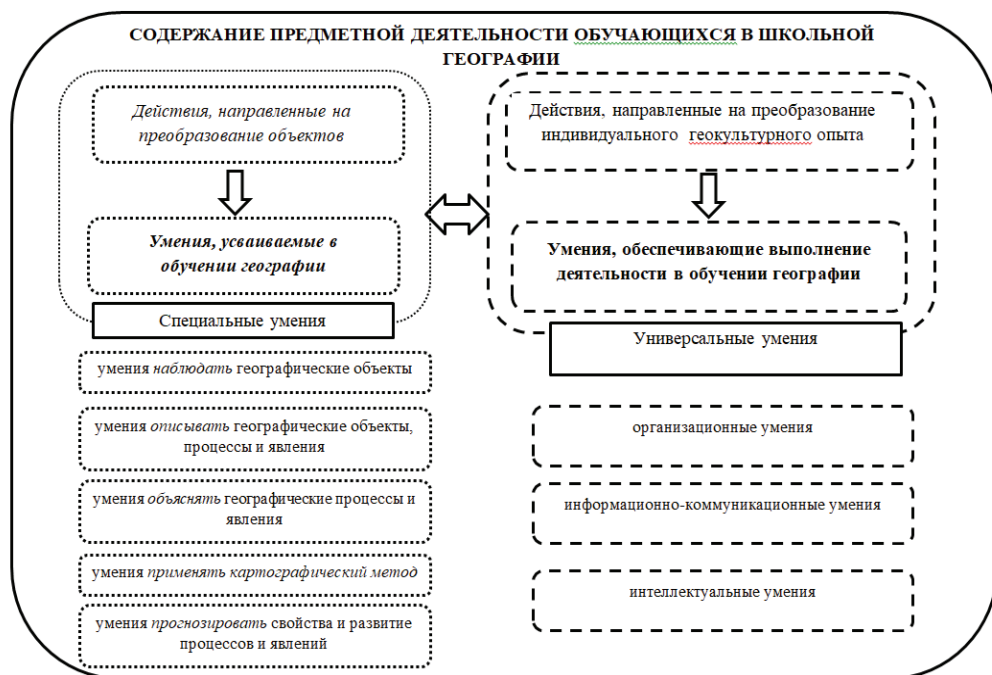 СОДЕРЖАНИЕ ПРЕДМЕТНОЙ ДЕЯТЕЛЬНОСТИ ОБУЧАЮЩИХСЯ В ШКОЛЬНОЙ
ГЕОГРАФИИ
Действия, направленные на
преобразование объектов
Умения, усваиваемые в
обучении географии
Специальные умения
умения наблюдать географические объекты
умения описывать географические объекты,
процессы и явления
умения объяснять географические процессы и
явления
умения применять картографический метод
умения прогнозировать свойства и развитие
процессов и явлений
Действия, направленные на преобразование
индивидуального геокультурного опыта
Умения, обеспечивающие выполнение
деятельности в обучении географии
Универсальные умения
организационные умения
информационно-коммуникационные умения
интеллектуальные умения